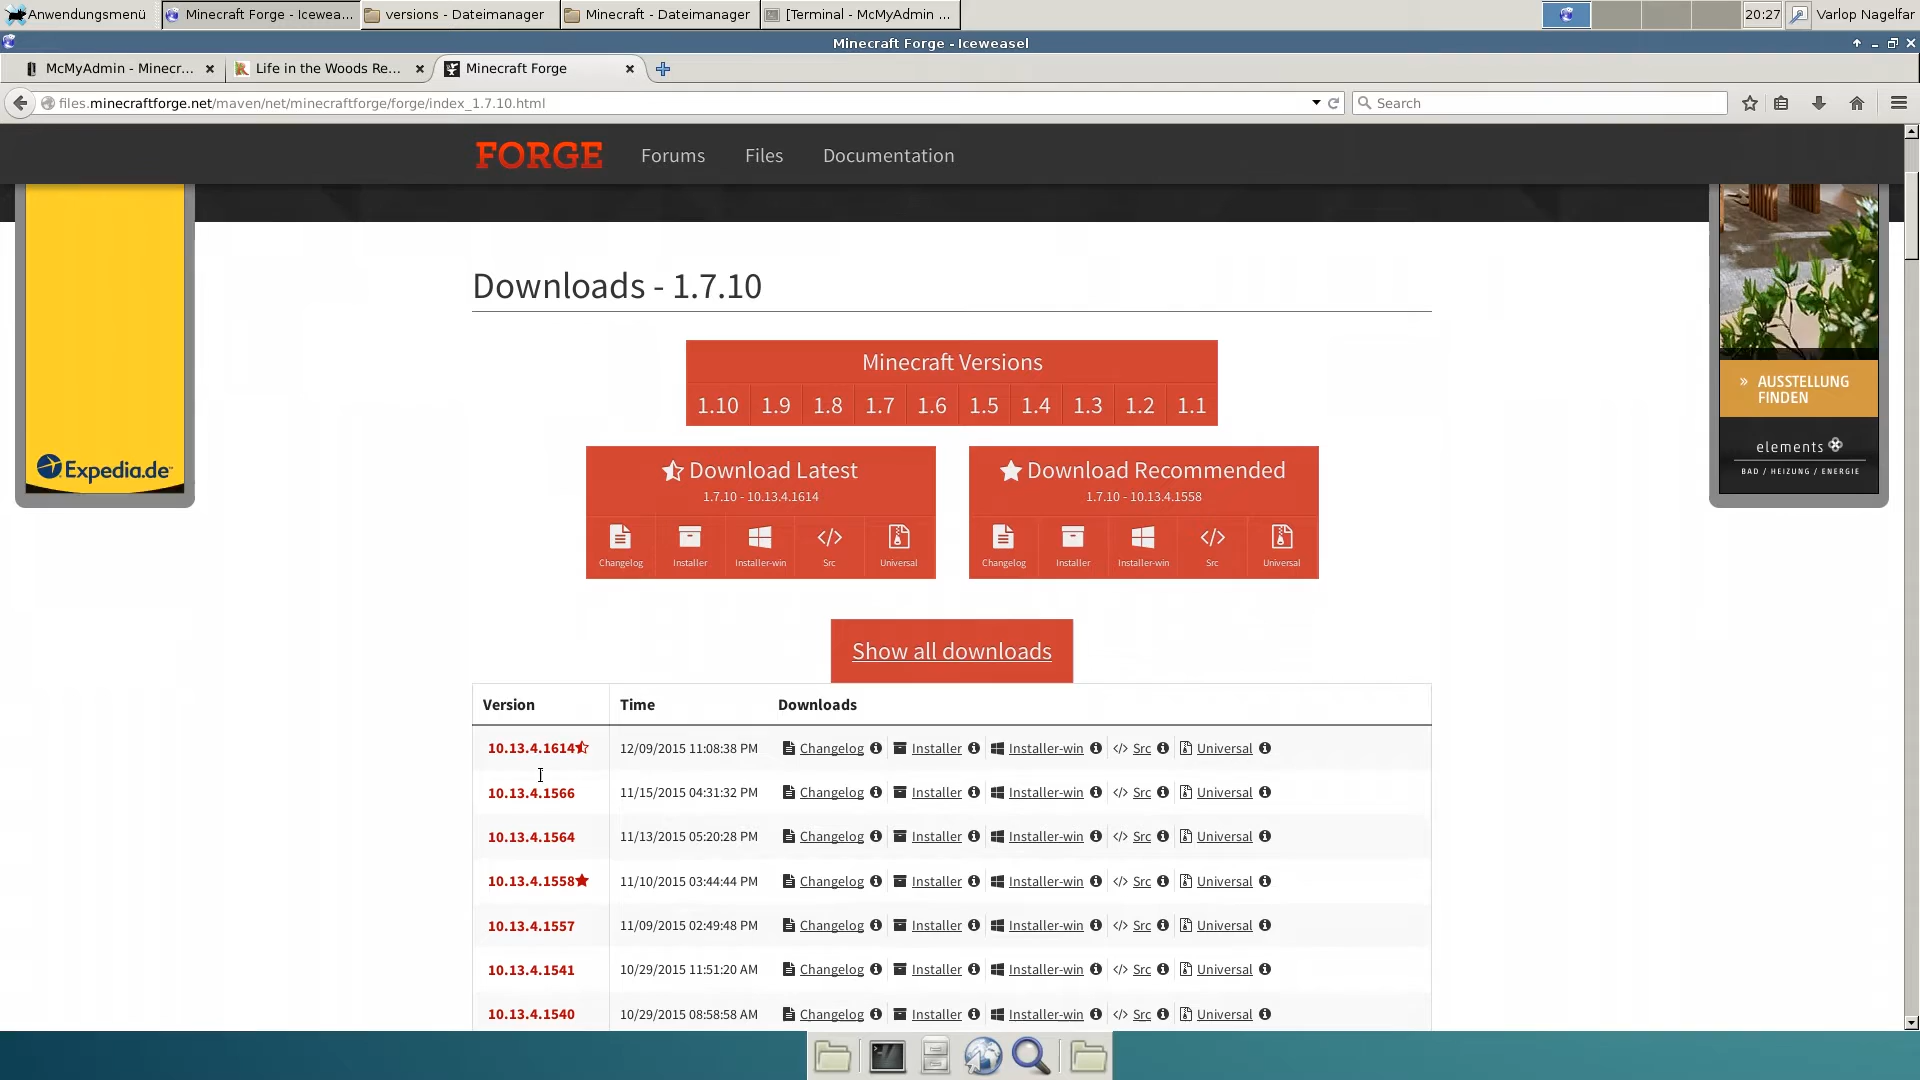 Anwendungsmenü
Minecraft Forge - Icewea...
versions - Dateimanager
Minecraft - Dateimanager
[Terminal - McMyAdmin ...
20:27
Varlop Nagelfar
Minecraft Forge - Iceweasel
McMyAdmin - Minecr...
Life in the Woods Re...
Minecraft Forge
files.minecraftforge.net/maven/net/minecraftforge/forge/index_1.7.10.html
Search
FORGE
Forums
Files
Documentation
Downloads - 1.7.10
Minecraft Versions
1.10 1.9 1.8 1.7 1.6 1.5 1.4 1.3 1.2 1.1
Download Latest
1.7.10 - 10.13.4.1614
Changelog Installer Installer-win Src Universal
Download Recommended
1.7.10 - 10.13.4.1558
Changelog Installer Installer-win Src Universal
Expedia.de
» AUSSTELLUNG
FINDEN
elements
BAD / HEIZUNG / ENERGIE
Show all downloads
Version Time Downloads
10.13.4.1614 12/09/2015 11:08:38 PM Changelog Installer Installer-win </> Src Universal
10.13.4.1566 11/15/2015 04:31:32 PM Changelog Installer Installer-win </> Src Universal
10.13.4.1564 11/13/2015 05:20:28 PM Changelog Installer Installer-win </> Src Universal
10.13.4.1558 11/10/2015 03:44:44 PM Changelog Installer Installer-win </> Src Universal
10.13.4.1557 11/09/2015 02:49:48 PM Changelog Installer Installer-win </> Src Universal
10.13.4.1541 10/29/2015 11:51:20 AM Changelog Installer Installer-win </> Src Universal
10.13.4.1540 10/29/2015 08:58:58 AM Changelog Installer Installer-win </> Src Universal